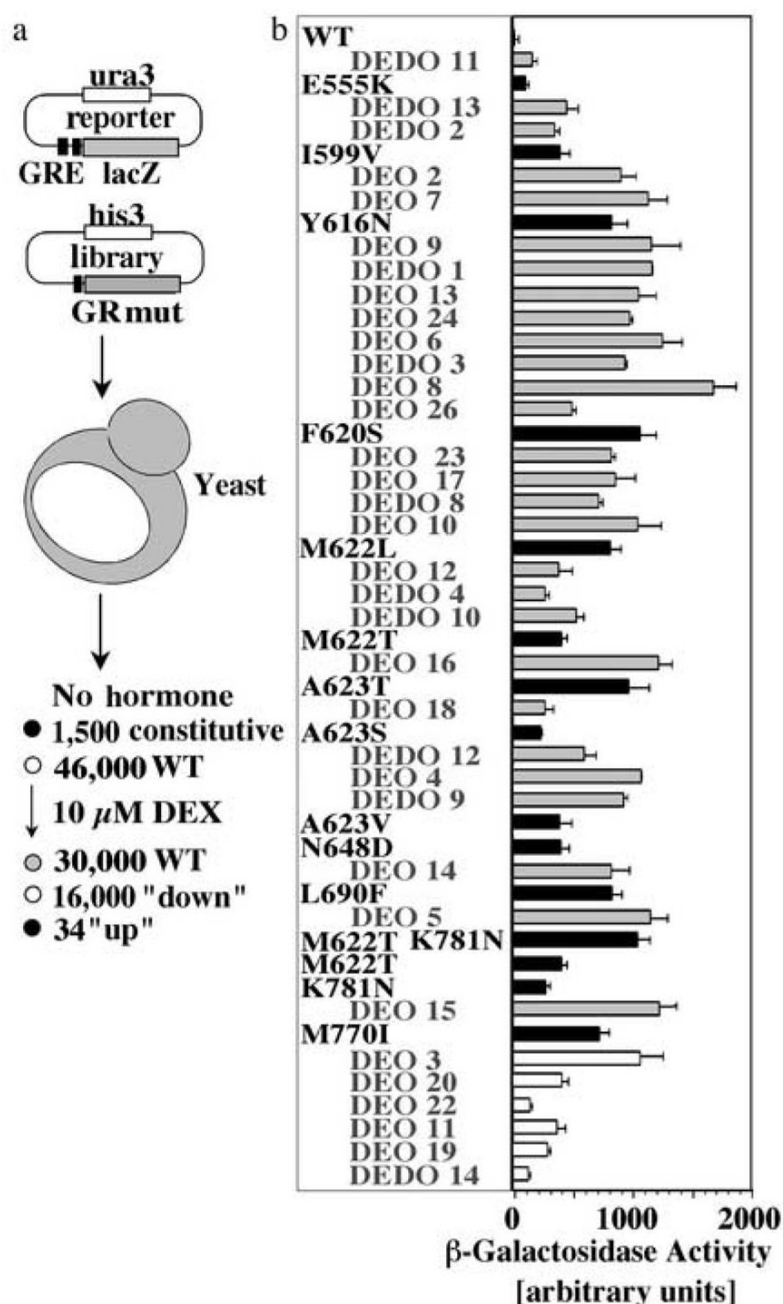 a
ura3
reporter
GRE lacZ
his3
library
GRmut
Yeast
No hormone
1,500 constitutive
46,000 WT
10 µM DEX
30,000 WT
16,000 "down"
34"up"
b
WT
DEDO 11
E555K
DEDO 13
DEDO 2
I599V
DEO 2
DEO 7
Y616N
DEO 9
DEDO 1
DEO 13
DEO 24
DEO 6
DEDO 3
DEO 8
DEO 26
F620S
DEO 23
DEO 17
DEDO 8
DEO 10
M622L
DEO 12
DEDO 4
DEDO 10
M622T
DEO 16
A623T
DEO 18
A623S
DEDO 12
DEO 4
DEDO 9
A623V
N648D
DEO 14
L690F
DEO 5
M622T K781N
M622T
K781N
DEO 15
M770I
DEO 3
DEO 20
DEO 22
DEO 11
DEO 19
DEDO 14
0 1000 2000
β-Galactosidase Activity
[arbitrary units]